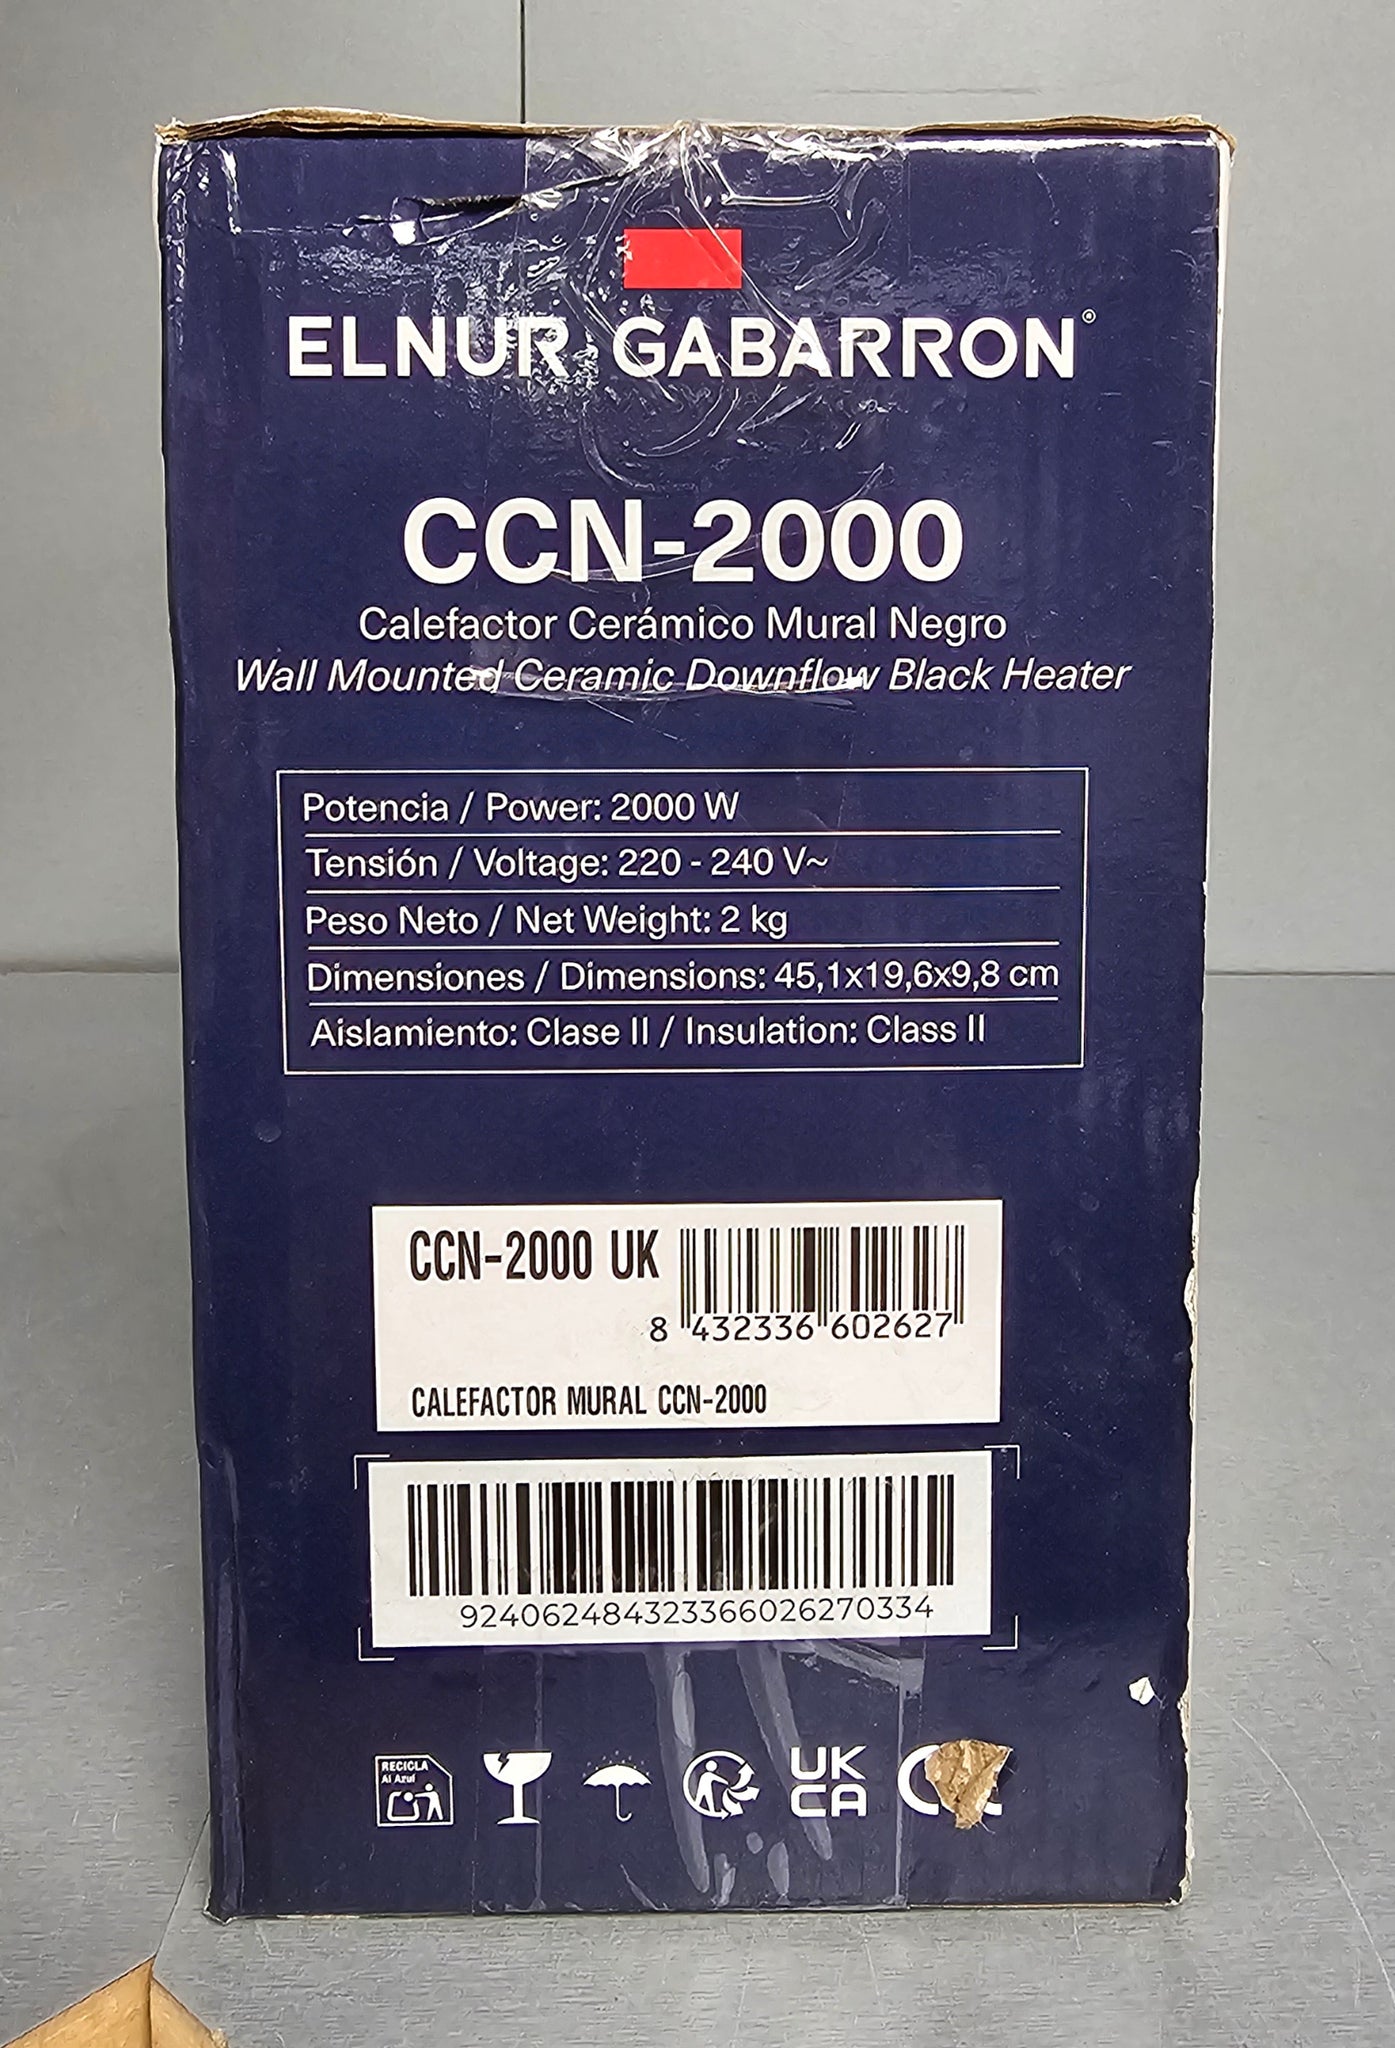 ELNUR GABARRON®
CCN-2000
Calefactor Cerámico Mural Negro
Wall Mounted Ceramic Downflow Black Heater
Potencia / Power: 2000 W
Tensión / Voltage: 220 - 240 V~
Peso Neto / Net Weight: 2 kg
Dimensiones / Dimensions: 45,1x19,6x9,8 cm
Aislamiento: Clase II / Insulation: Class II
CCN-2000 UK
8 432336 602627
CALEFACTOR MURAL CCN-2000
924062484323366026270334
RECICLA
Al Azul
UK
CA